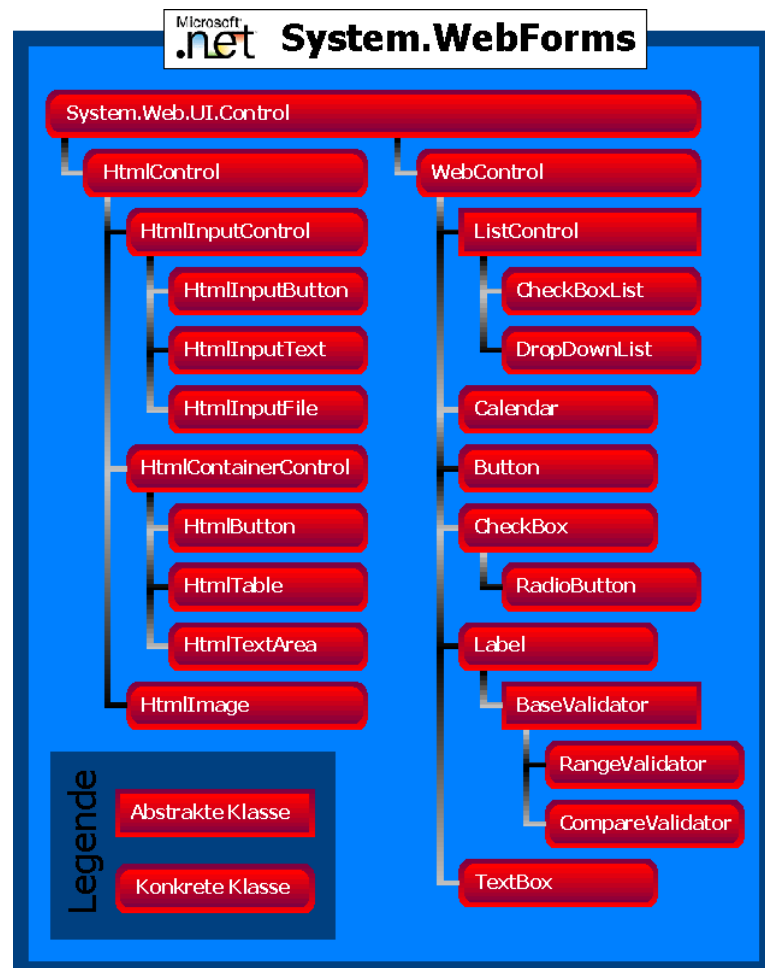 Microsoft
.net System.WebForms
System.Web.UI.Control
HtmlControl
HtmlInputControl
HtmlInputButton
HtmlInputText
HtmlInputFile
HtmlContainerControl
HtmlButton
HtmlTable
HtmlTextArea
HtmlImage
WebControl
ListControl
CheckBoxList
DropDownList
Calendar
Button
CheckBox
RadioButton
Label
BaseValidator
RangeValidator
CompareValidator
TextBox
Legende
Abstrakte Klasse
Konkrete Klasse